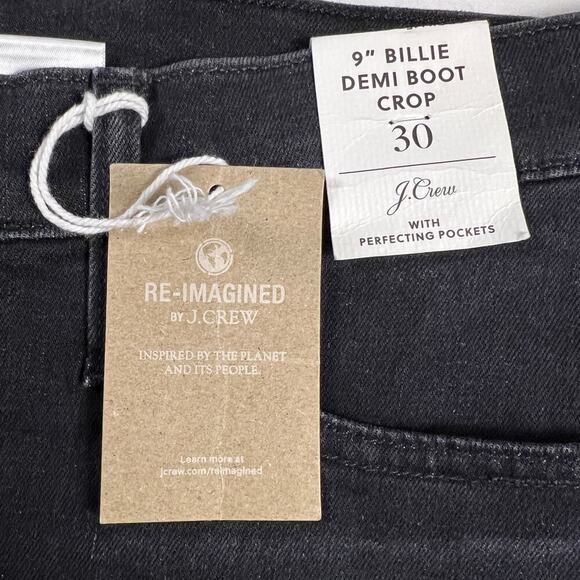 9" BILLIE
DEMI BOOT
CROP
30
J.Crew
WITH
PERFECTING POCKETS
RE-IMAGINED
BY J.CREW
INSPIRED BY THE PLANET
AND ITS PEOPLE.
Learn more at
jcrew.com/reimagined